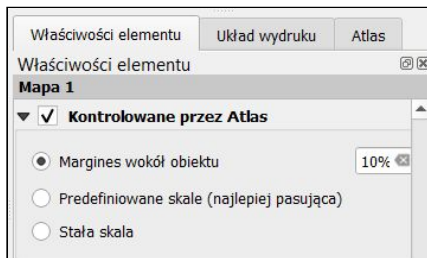 Właściwości elementu Układ wydruku Atlas
Właściwości elementu
Mapa 1
Kontrolowane przez Atlas
Margines wokół obiektu 10%
Predefiniowane skale (najlepiej pasująca)
Stała skala